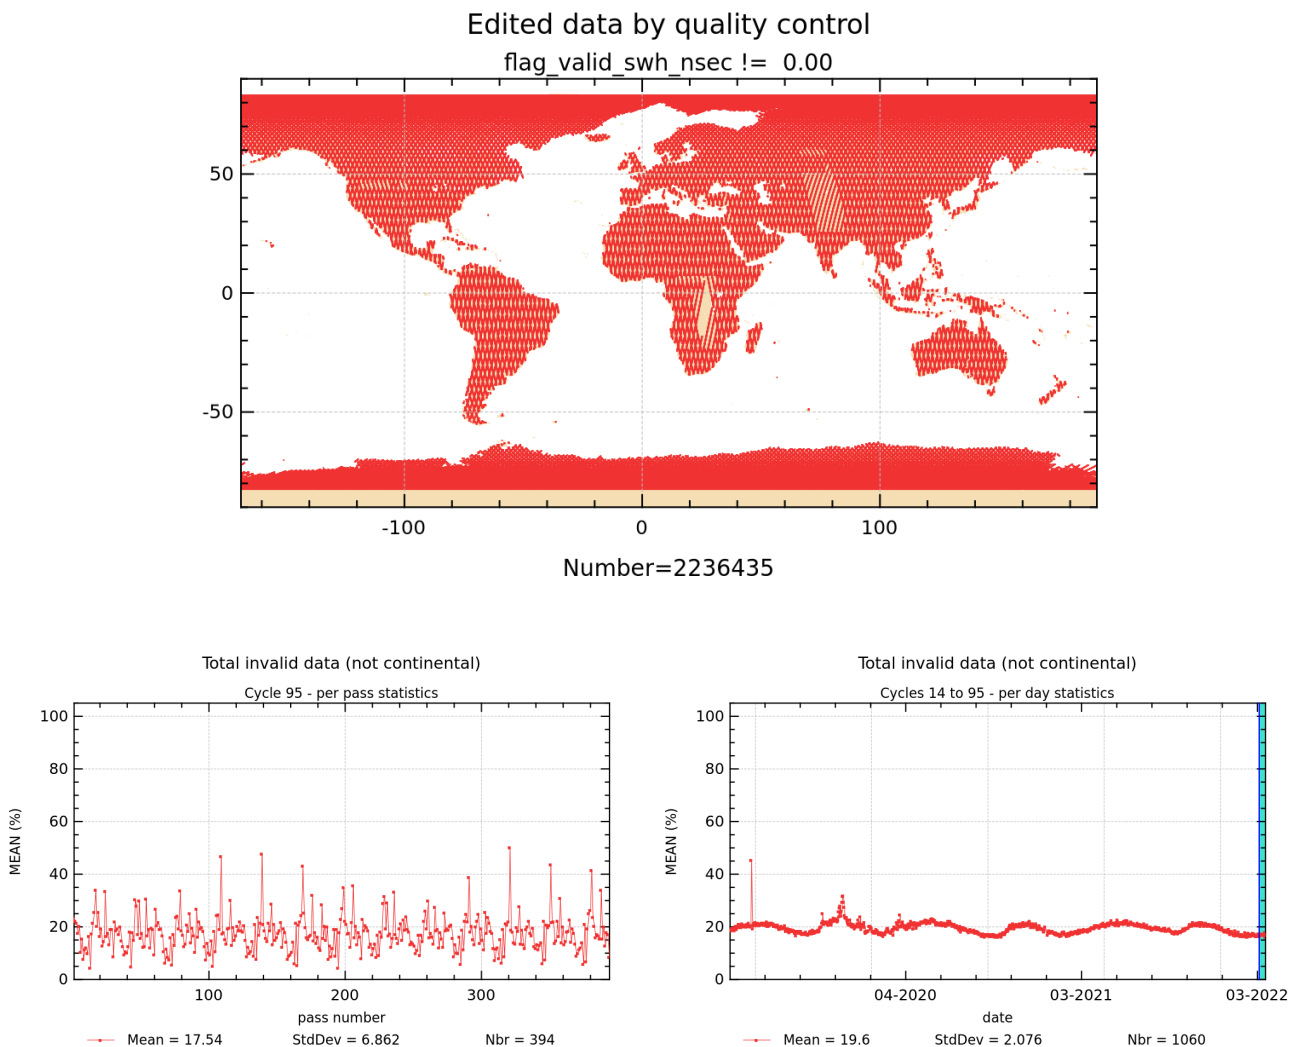 Edited data by quality control
flag_valid_swh_nsec != 0.00
50
0
-50
-100
0
100
Number=2236435
Total invalid data (not continental)
Cycle 95 - per pass statistics
MEAN (%)
100
80
60
40
20
0
100
200
300
pass number
Mean = 17.54
StdDev = 6.862
Nbr = 394
Total invalid data (not continental)
Cycles 14 to 95 - per day statistics
MEAN (%)
100
80
60
40
20
0
04-2020
03-2021
03-2022
date
Mean = 19.6
StdDev = 2.076
Nbr = 1060